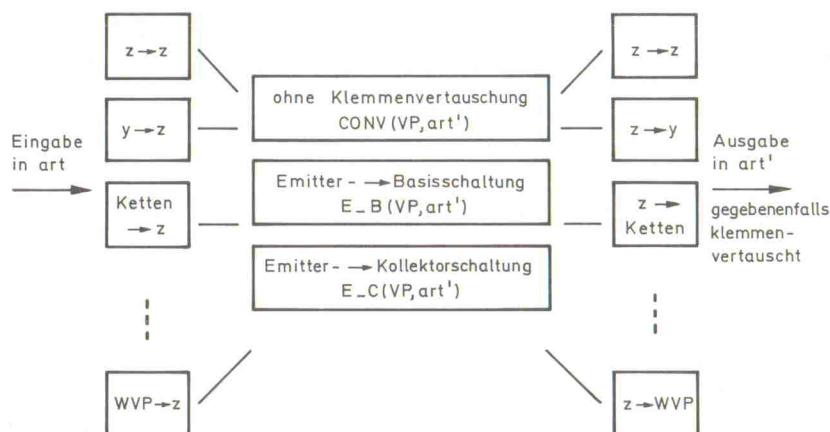 z → z
y → z
Ketten
→ z
WVP → z
Eingabe
in art
ohne Klemmenvertauschung
CONV (VP, art')
Emitter- → Basisschaltung
E_B (VP, art')
Emitter- → Kollektorschaltung
E_C (VP, art')
z → z
z → y
z →
Ketten
z → WVP
Ausgabe
in art'
gegebenenfalls
klemmen-
vertauscht